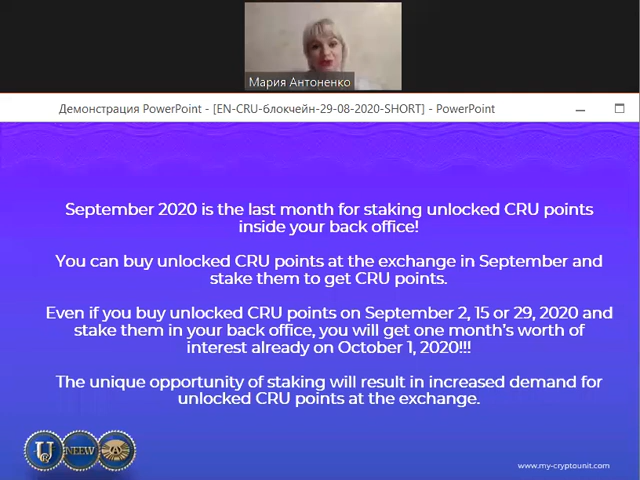 Мария Антоненко
Демонстрация PowerPoint - [EN-CRU-блокчейн-29-08-2020-SHORT] - PowerPoint
September 2020 is the last month for staking unlocked CRU points
inside your back office!
You can buy unlocked CRU points at the exchange in September and
stake them to get CRU points.
Even if you buy unlocked CRU points on September 2, 15 or 29, 2020 and
stake them in your back office, you will get one month's worth of
interest already on October 1, 2020!!!
The unique opportunity of staking will result in increased demand for
unlocked CRU points at the exchange.
NEEW
www.my-cryptounit.com